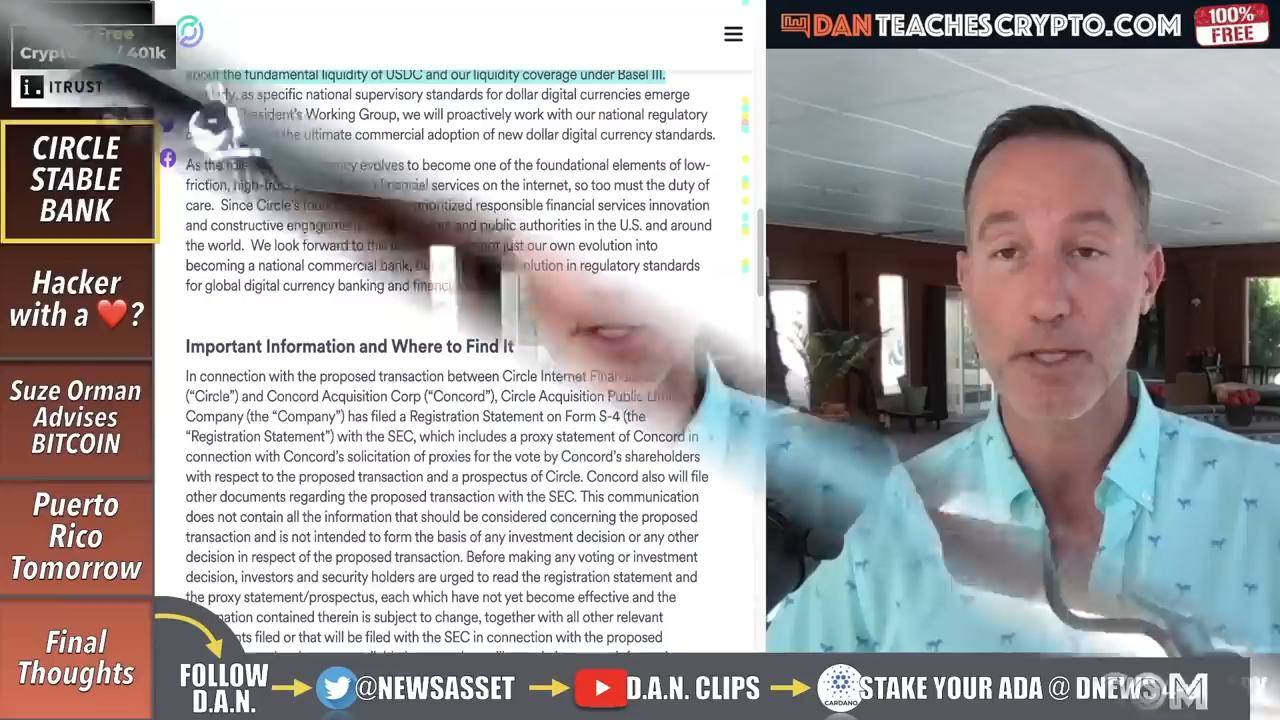 Free
Crypto / 401k
ITRUST
CIRCLE
STABLE
BANK
Hacker
with a ❤️?
Suze Orman
Advises
BITCOIN
Puerto
Rico
Tomorrow
Final
Thoughts
about the fundamental liquidity of USDC and our liquidity coverage under Basel III.
as specific national supervisory standards for dollar digital currencies emerge
Working Group, we will proactively work with our national regulatory
the ultimate commercial adoption of new dollar digital currency standards.
As the evolves to become one of the foundational elements of low-
friction, services on the internet, so too must the duty of
care. Since Circle's responsible financial services innovation
and constructive and public authorities in the U.S. and around
the world. We look forward to just our own evolution into
becoming a national commercial bank, in regulatory standards
for global digital currency banking and
Important Information and Where to Find It
In connection with the proposed transaction between Circle Internet
(“Circle”) and Concord Acquisition Corp (“Concord”), Circle Acquisition Public
Company (the “Company”) has filed a Registration Statement on Form S-4 (the
“Registration Statement”) with the SEC, which includes a proxy statement of Concord in
connection with Concord’s solicitation of proxies for the vote by Concord’s shareholders
with respect to the proposed transaction and a prospectus of Circle. Concord also will file
other documents regarding the proposed transaction with the SEC. This communication
does not contain all the information that should be considered concerning the proposed
transaction and is not intended to form the basis of any investment decision or any other
decision in respect of the proposed transaction. Before making any voting or investment
decision, investors and security holders are urged to read the registration statement and
the proxy statement/prospectus, each which have not yet become effective and the
contained therein is subject to change, together with all other relevant
filed or that will be filed with the SEC in connection with the proposed
DANTEACHESCRYPTO.COM
100%
FREE
FOLLOW
D.A.N.
@NEWSASSET
D.A.N. CLIPS
CARDANO
STAKE YOUR ADA @ DNEWS